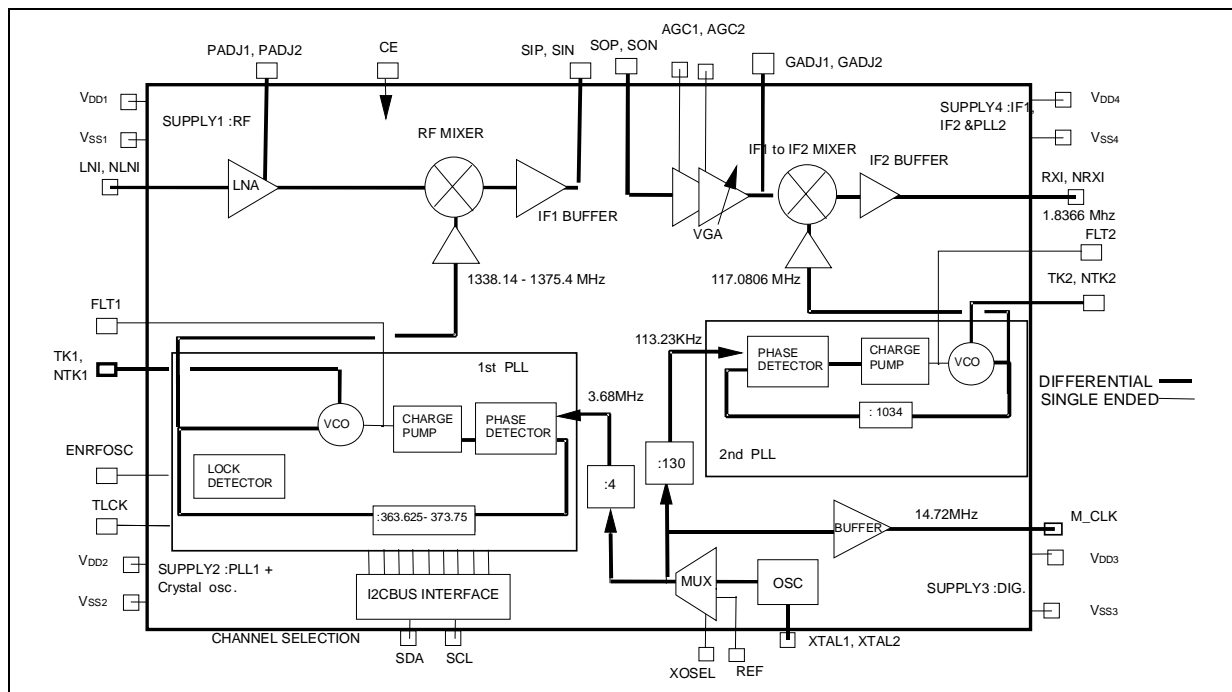 PADJ1, PADJ2
CE
SIP, SIN
SOP, SON
AGC1, AGC2
GADJ1, GADJ2
VDD1
SUPPLY1 :RF
VSS1
LNI, NLNI
LNA
RF MIXER
IF1 BUFFER
VGA
IF1 to IF2 MIXER
IF2 BUFFER
SUPPLY4 :IF1,
IF2 &PLL2
VDD4
VSS4
RXI, NRXI
1.8366 Mhz
FLT2
1338.14 - 1375.4 MHz
117.0806 MHz
TK2, NTK2
FLT1
TK1,
NTK1
1st PLL
VCO
CHARGE
PUMP
PHASE
DETECTOR
3.68MHz
113.23KHz
PHASE
DETECTOR
CHARGE
PUMP
VCO
: 1034
2nd PLL
DIFFERENTIAL
SINGLE ENDED
ENRFOSC
LOCK
DETECTOR
:4
:130
TLCK
:363.625- 373.75
BUFFER
14.72MHz
M_CLK
VDD2
SUPPLY2 :PLL1 +
Crystal osc.
VSS2
I2CBUS INTERFACE
MUX
OSC
VDD3
SUPPLY3 :DIG.
VSS3
CHANNEL SELECTION
SDA
SCL
XOSEL
REF
XTAL1, XTAL2